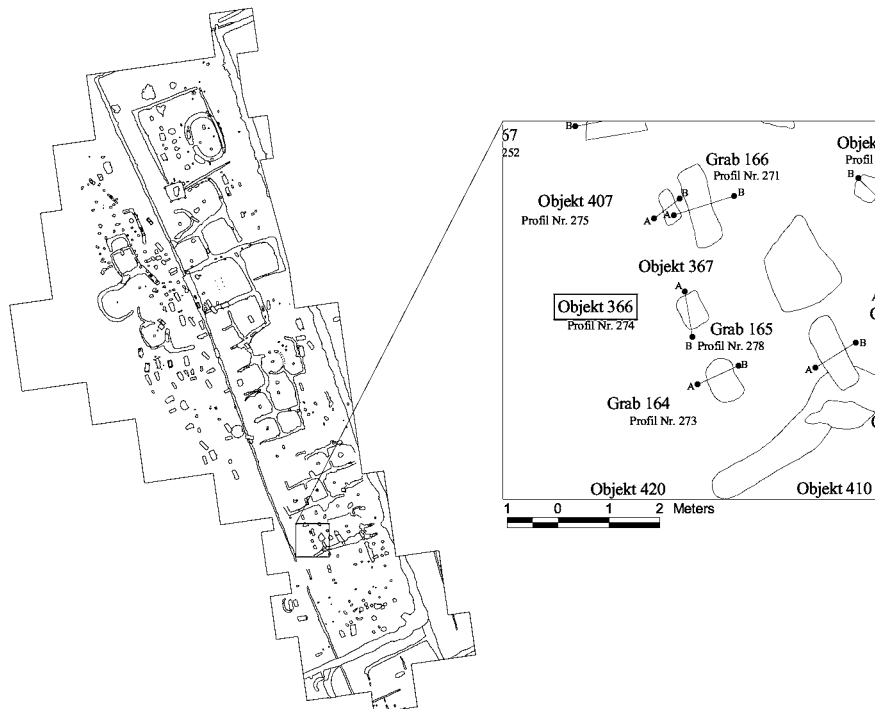 67
252
B
Grab 166
Profil Nr. 271
Objek
Profil
B
Objekt 407
Profil Nr. 275
B
B
A
A
Objekt 367
A
Objekt 366
Profil Nr. 274
Grab 165
B
Profil Nr. 278
B
A
B
A
Grab 164
Profil Nr. 273
Objekt 420
Objekt 410
1 0 1 2 Meters